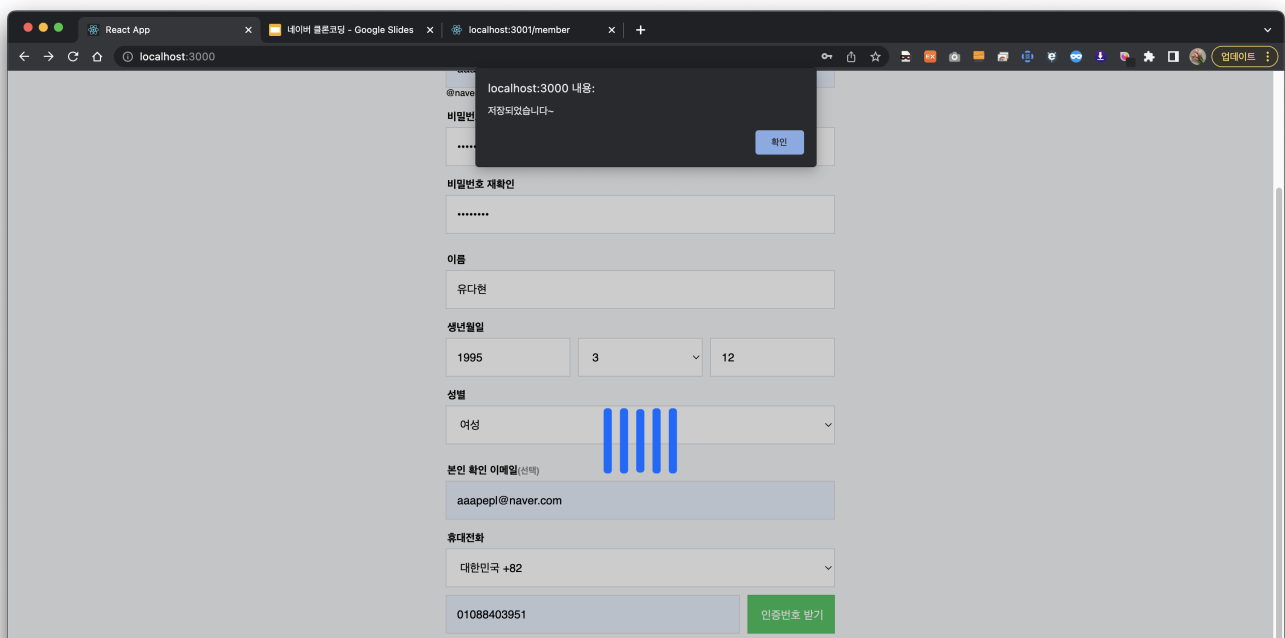 React App
네이버 클론코딩 - Google Slides
localhost:3001/member
localhost:3000
업데이트
localhost:3000 내용:
저장되었습니다~
확인
@nave
비밀번
비밀번호 재확인
이름
유다현
생년월일
1995
3
12
성별
여성
본인 확인 이메일(선택)
aaapepl@naver.com
휴대전화
대한민국 +82
01088403951
인증번호 받기